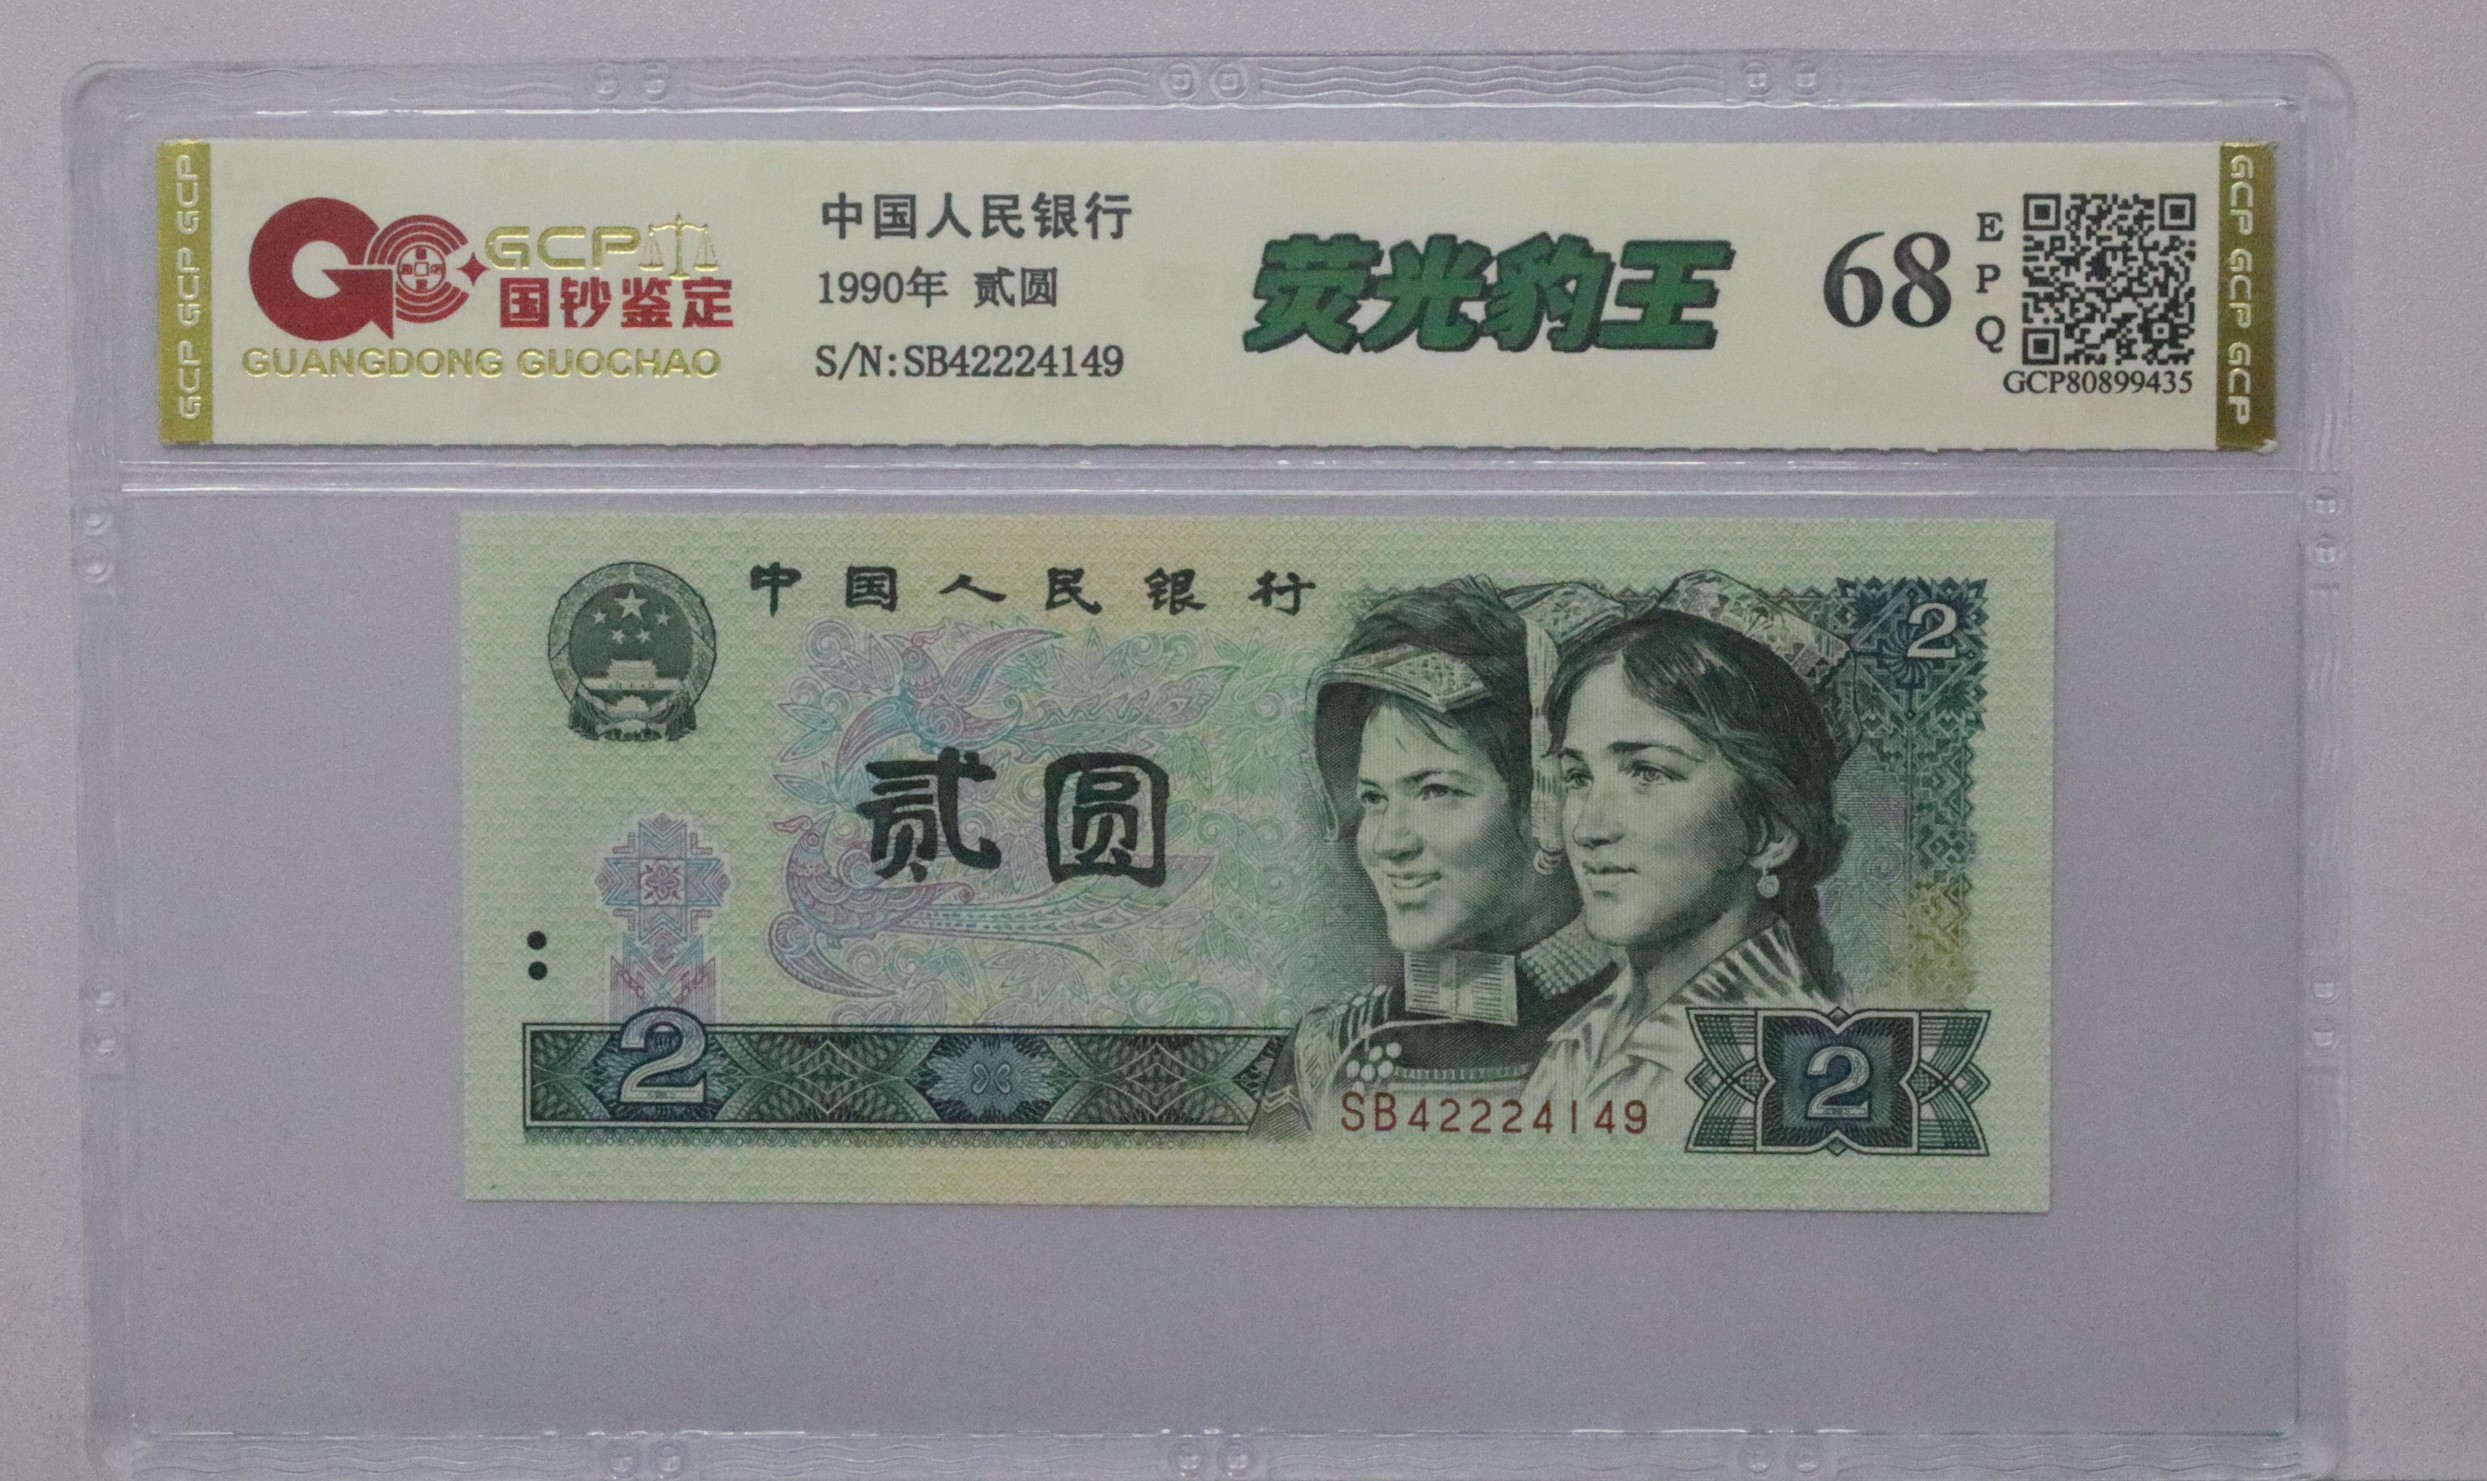 GCP GCP GCP
GCP
国钞鉴定
GUANGDONG GUOCHAO
中国人民银行
1990年 贰圆
S/N:SB42224149
荧光豹王
68
EPQ
GCP80899435
GCP GCP GCP
中国人民银行
2
贰圆
2
SB42224149
2